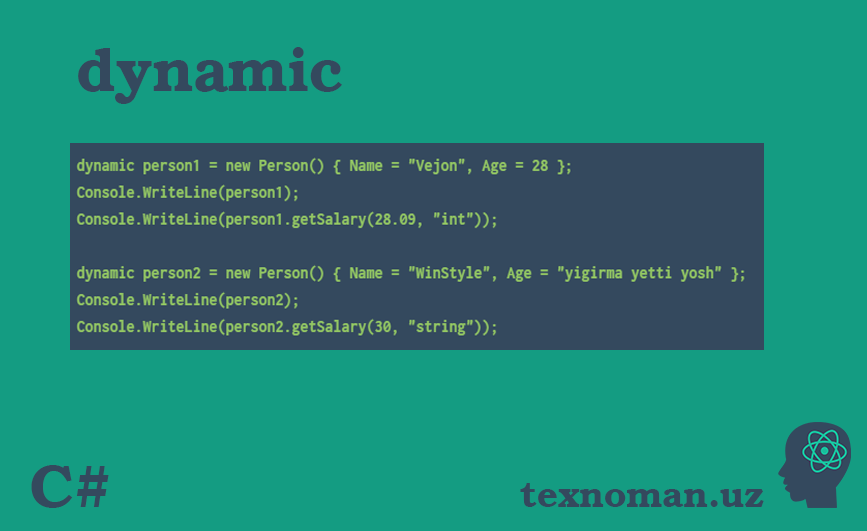 dynamic
dynamic person1 = new Person() { Name = "Vejon", Age = 28 };
Console.WriteLine(person1);
Console.WriteLine(person1.getSalary(28.09, "int"));
dynamic person2 = new Person() { Name = "WinStyle", Age = "yigirma yetti yosh" };
Console.WriteLine(person2);
Console.WriteLine(person2.getSalary(30, "string"));
C#
texnoman.uz